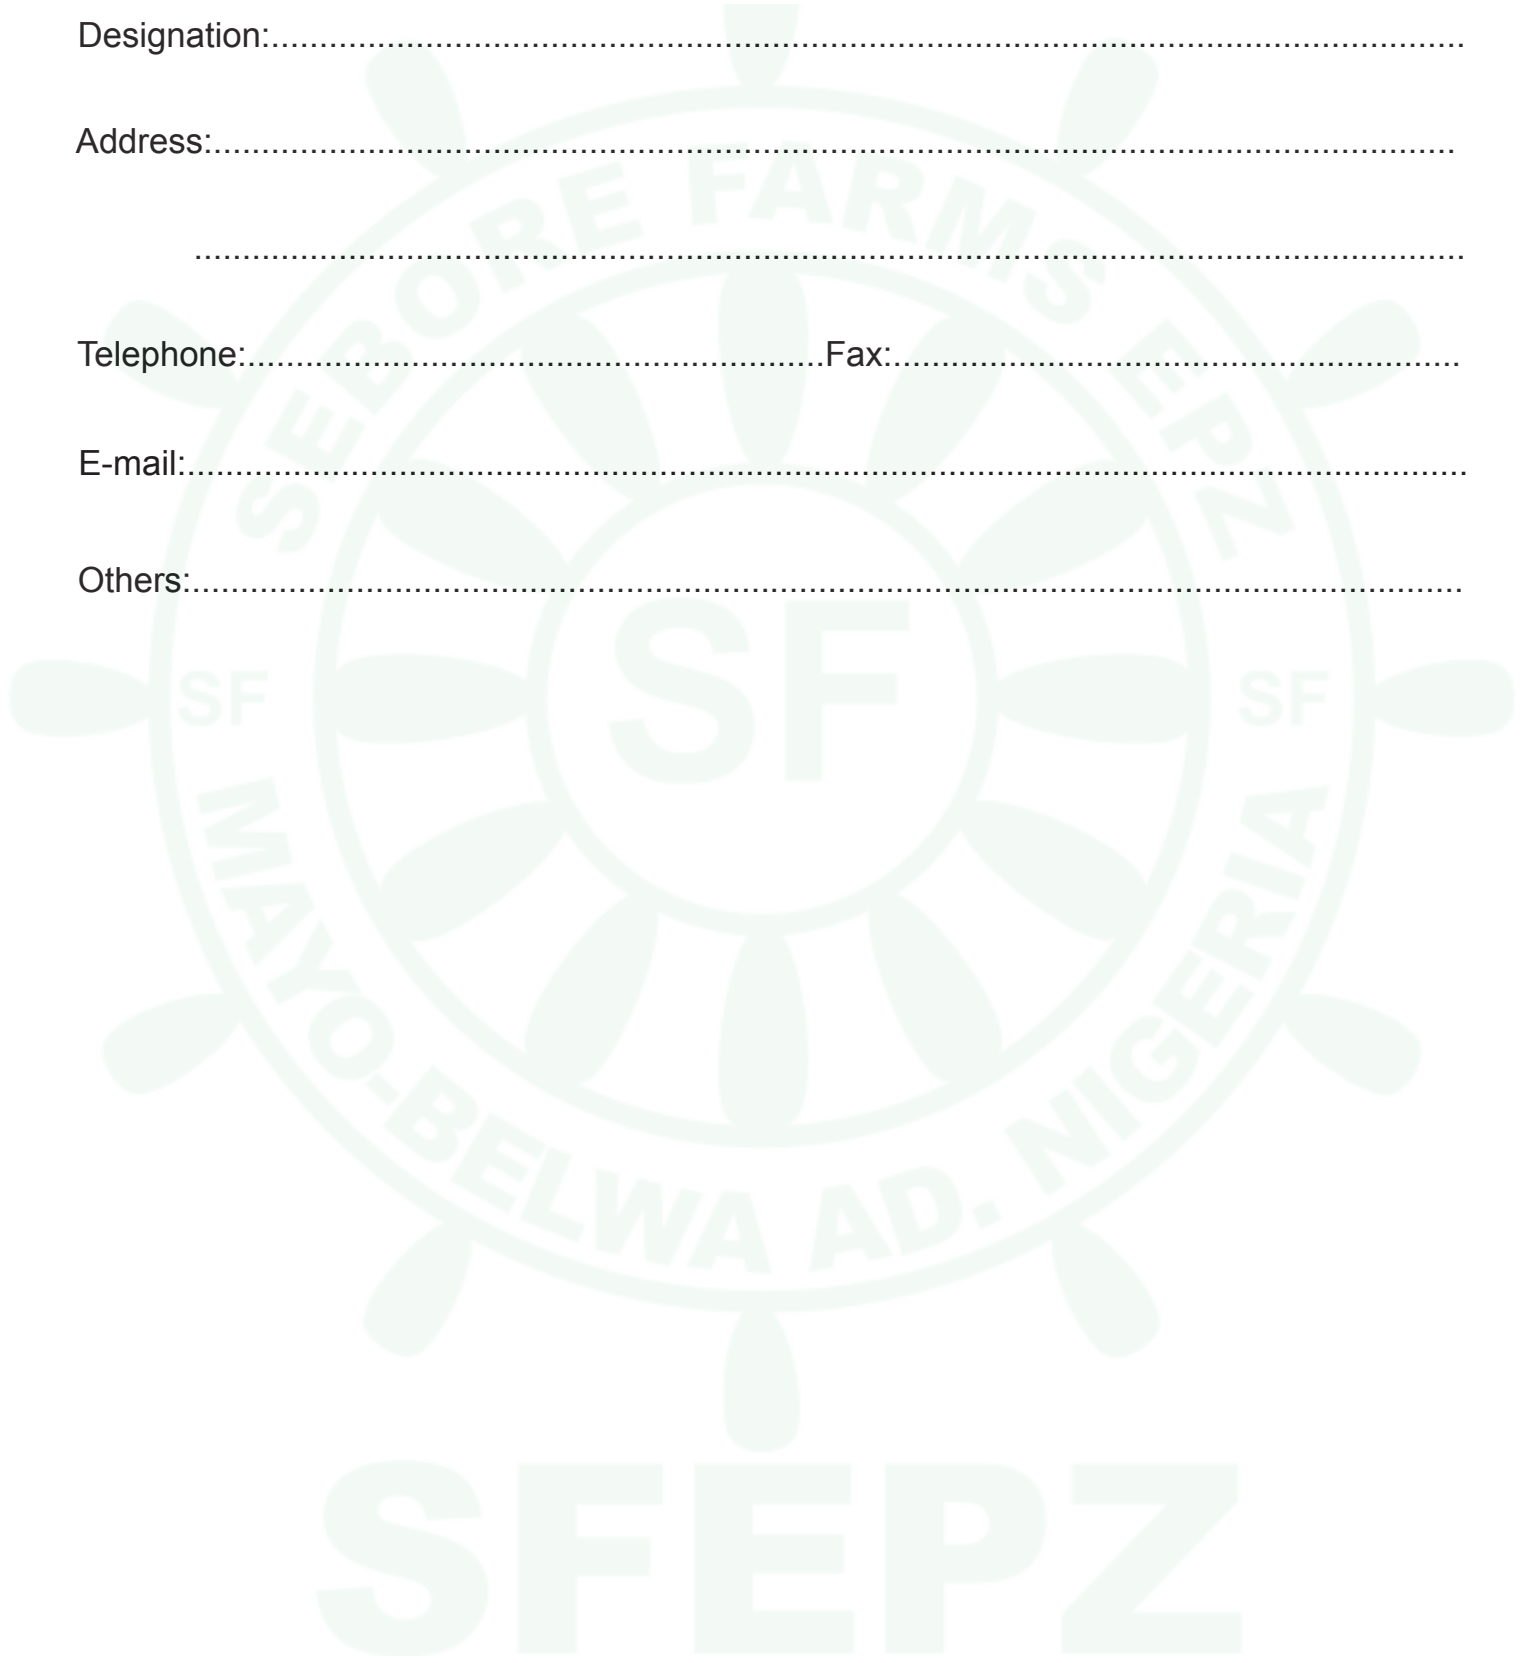 Designation:....................................................................................................................
Address:.........................................................................................................................
............................................................................................................................
Telephone:.........................................................Fax:........................................................
E-mail:.............................................................................................................................
Others:.............................................................................................................................
SEBORE FARMS EPZ
SF
SF
SF
MAYO-BELWA AD. NIGERIA
SFEPZ